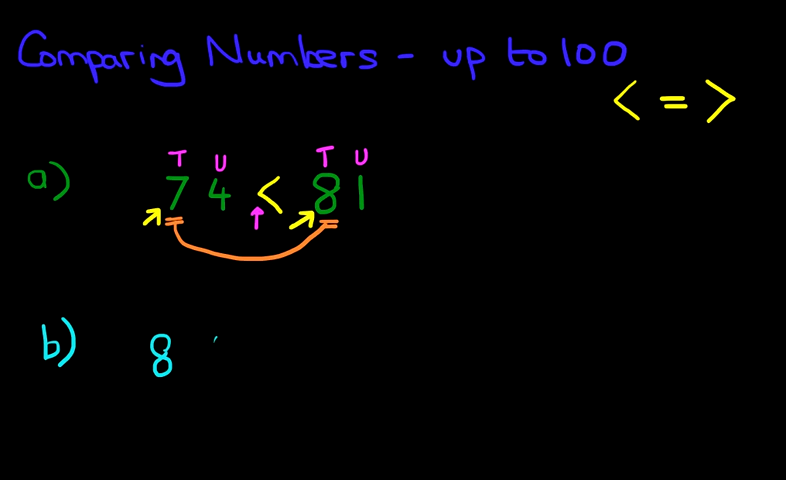 Comparing Numbers - up to 100
< = >
T U T U
a) 74 < 81
b) 8